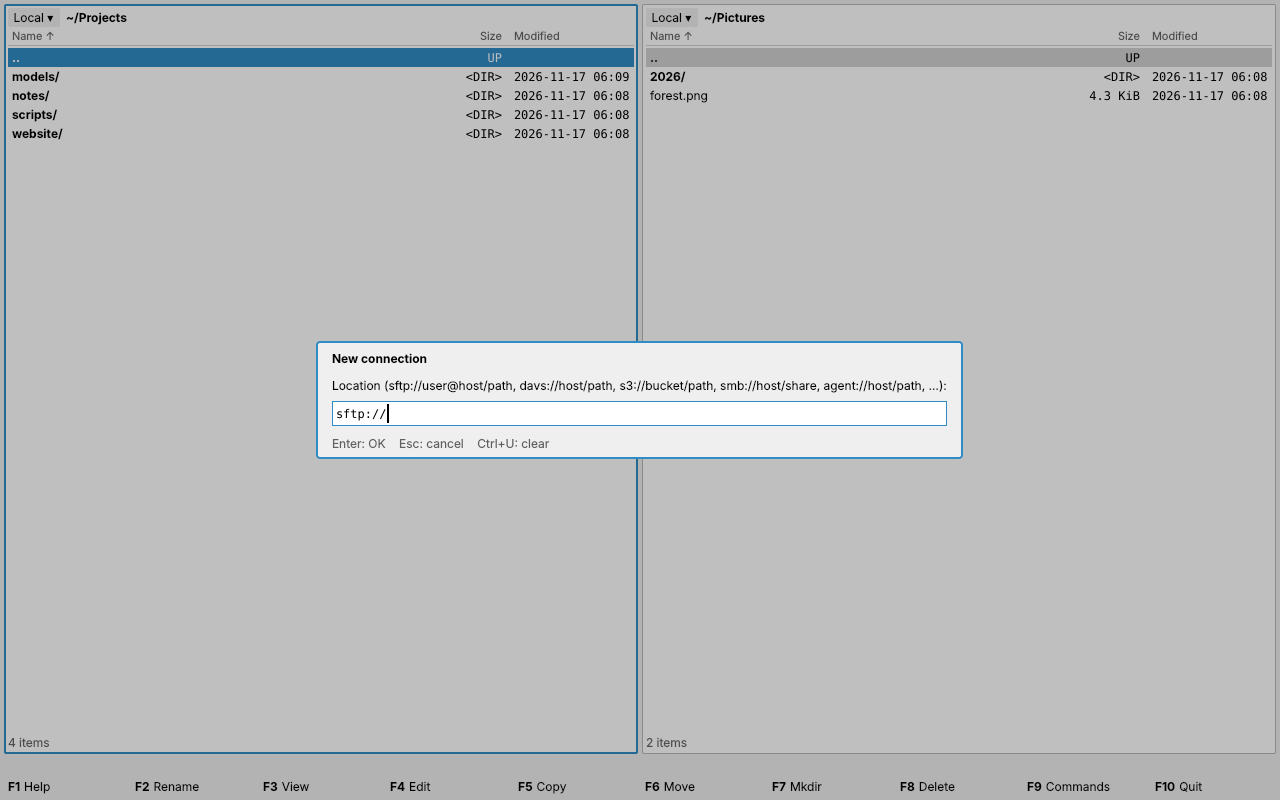 Local ▾ ~/Projects
Name ↑ Size Modified
.. UP
models/ <DIR> 2026-11-17 06:09
notes/ <DIR> 2026-11-17 06:08
scripts/ <DIR> 2026-11-17 06:08
website/ <DIR> 2026-11-17 06:08
4 items
Local ▾ ~/Pictures
Name ↑ Size Modified
.. UP
2026/ <DIR> 2026-11-17 06:08
forest.png 4.3 KiB 2026-11-17 06:08
2 items
New connection
Location (sftp://user@host/path, davs://host/path, s3://bucket/path, smb://host/share, agent://host/path, ...):
sftp://
Enter: OK Esc: cancel Ctrl+U: clear
F1 Help F2 Rename F3 View F4 Edit F5 Copy F6 Move F7 Mkdir F8 Delete F9 Commands F10 Quit